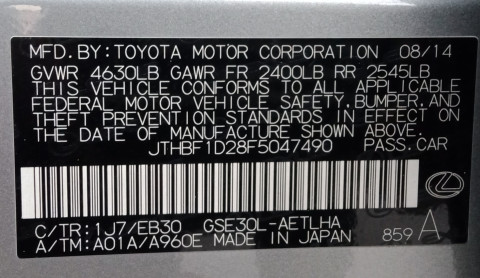 MFD.BY:TOYOTA MOTOR CORPORATION 08/14
GVWR 4630LB GAWR FR 2400LB RR 2545LB
THIS VEHICLE CONFORMS TO ALL APPLICABLE
FEDERAL MOTOR VEHICLE SAFETY,BUMPER,AND
THEFT PREVENTION STANDARDS IN EFFECT ON
THE DATE OF MANUFACTURE SHOWN ABOVE.
JTHBF1D28F5047490 PASS.CAR
C/TR:1J7/EB30 GSE30L-AETLHA
A/TM:A01A/A960E MADE IN JAPAN 859 A